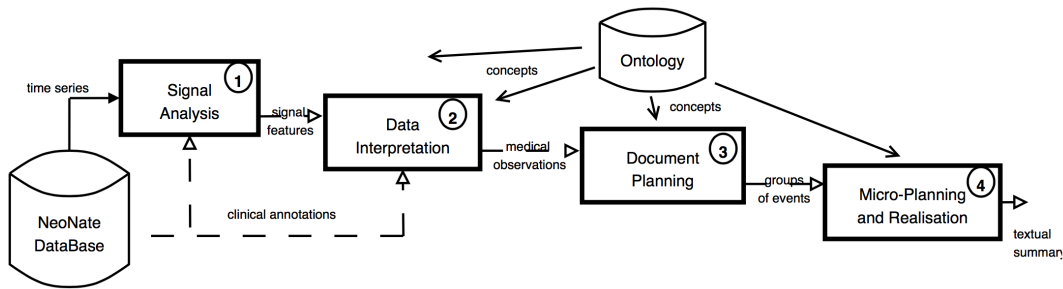 Ontology
concepts
concepts
time series
Signal
Analysis
1
signal
features
Data
Interpretation
2
medical
observations
Document
Planning
3
groups
of events
Micro-Planning
and Realisation
4
textual
summary
NeoNate
DataBase
clinical annotations